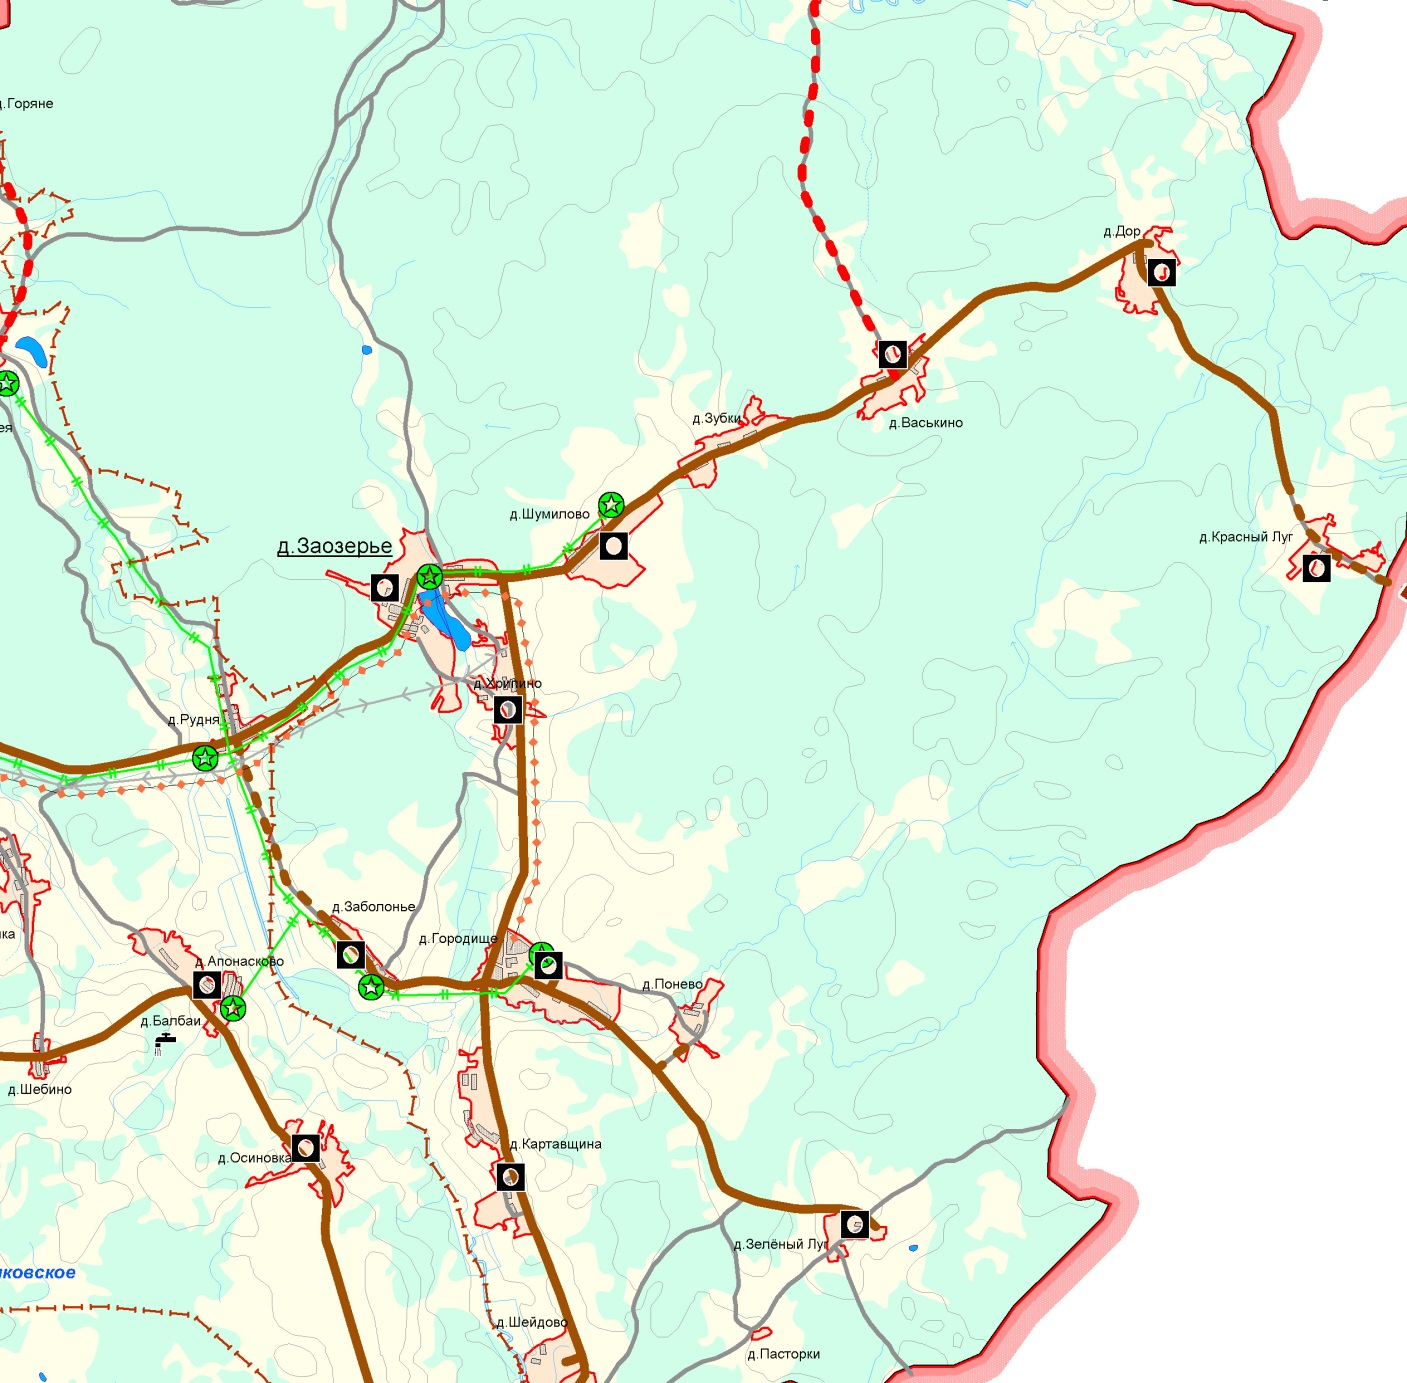 д.Горяне
д.Дор
д.Зубки
д.Васькино
д.Шумилово
д.Красный Луг
д.Заозерье
д.Хрипино
д.Рудня
д.Заболонье
д.Городище
д.Апонасково
д.Понево
д.Балбаи
д.Шебино
д.Картавщина
д.Осиновка
д.Зелёный Луг
д.Шейдово
д.Пасторки